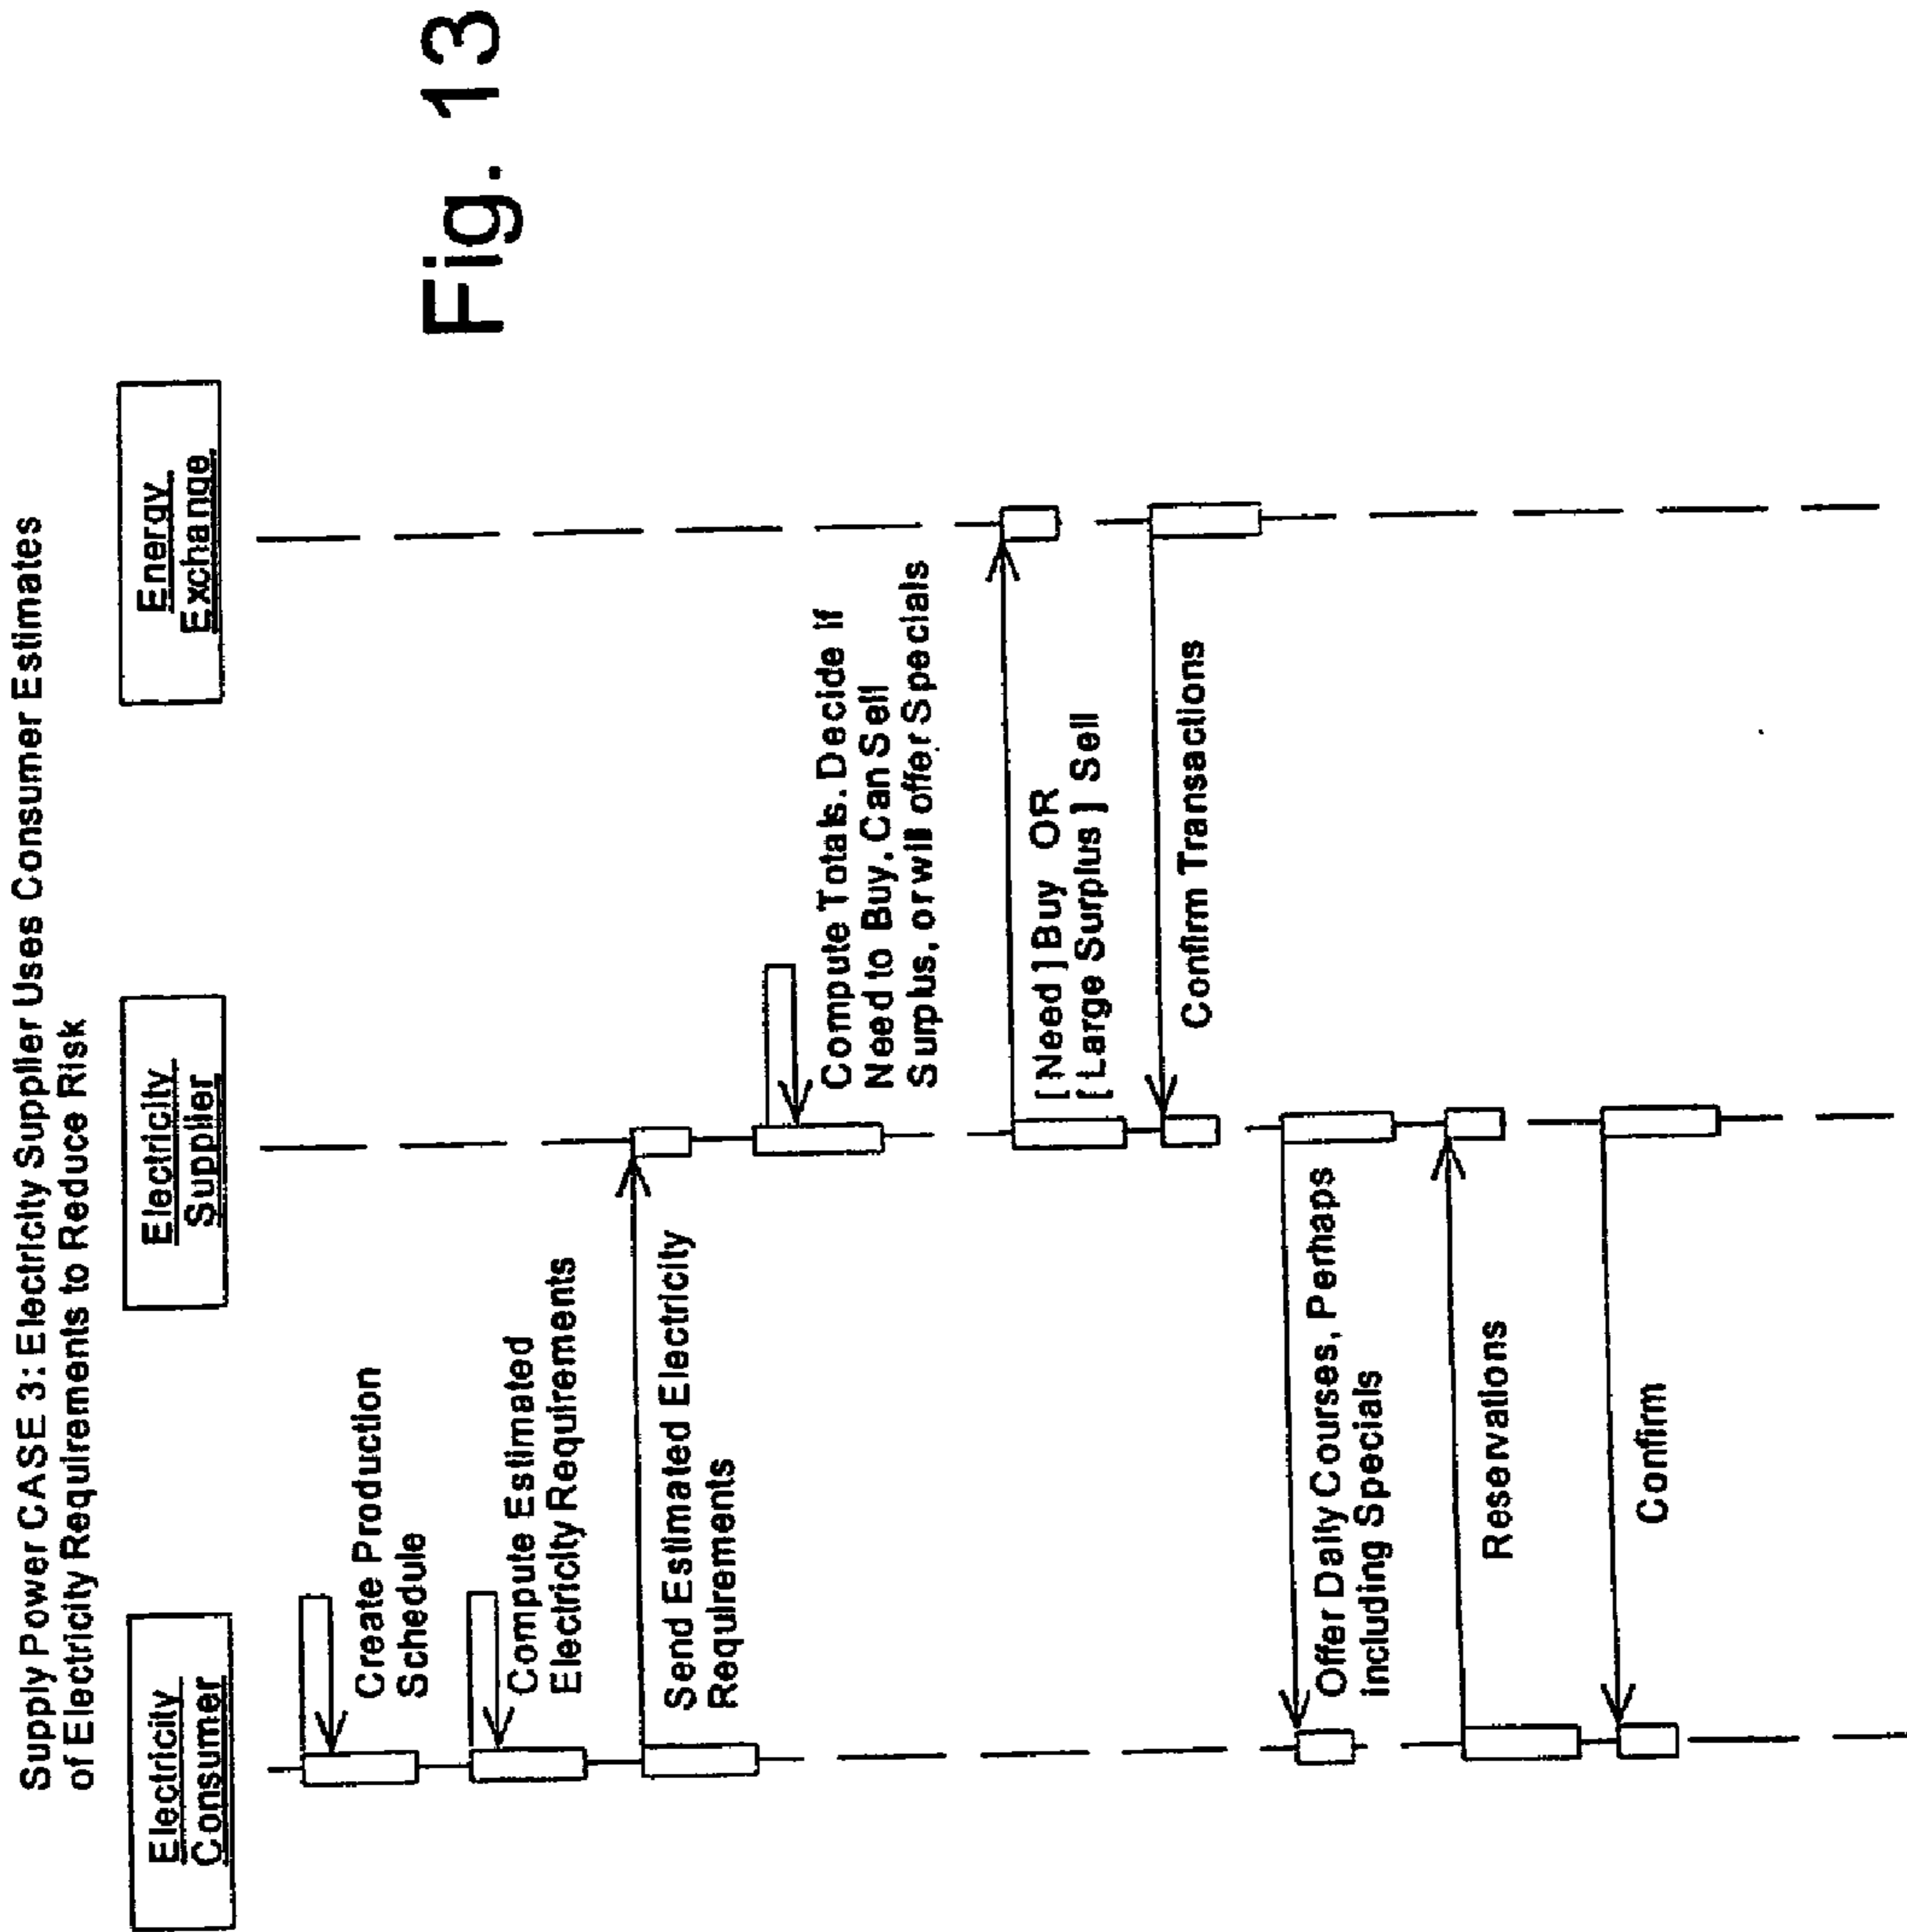 Supply Power CASE 3: Electricity Supplier Uses Consumer Estimates
of Electricity Requirements to Reduce Risk
Electricity
Consumer
Electricity
Supplier
Energy
Exchange
Create Production
Schedule
Compute Estimated
Electricity Requirements
Send Estimated Electricity
Requirements
Compute Totals. Decide if
Need to Buy. Can Sell
Surplus, or will offer Specials
[Need] Buy OR
[Large Surplus] Sell
Confirm Transactions
Offer Daily Courses, Perhaps
including Specials
Reservations
Confirm
Fig. 13